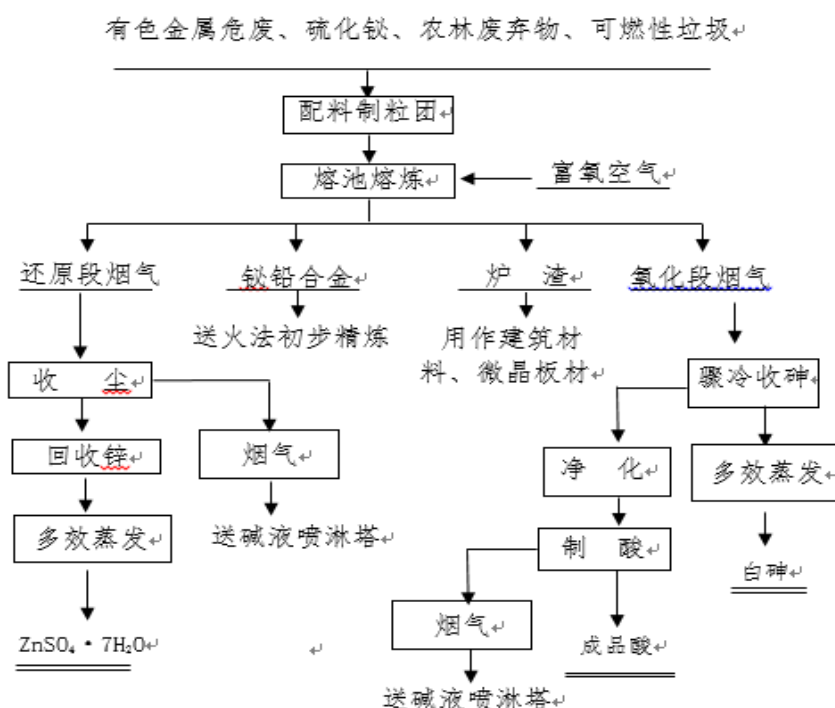 有色金属危废、硫化铋、农林废弃物、可燃性垃圾↵
配料制粒团↵
熔池熔炼↵
富氧空气↵
还原段烟气↵
铋铅合金↵
炉 渣↵
氧化段烟气↵
送火法初步精炼↵
用作建筑材
料、微晶板材↵
收 尘↵
骤冷收砷↵
回收锌↵
烟气↵
净 化↵
多效蒸发↵
多效蒸发↵
送碱液喷淋塔↵
制 酸↵
白砷↵
烟气↵
ZnSO₄·7H₂O↵
↵
成品酸↵
送碱液喷淋塔↵